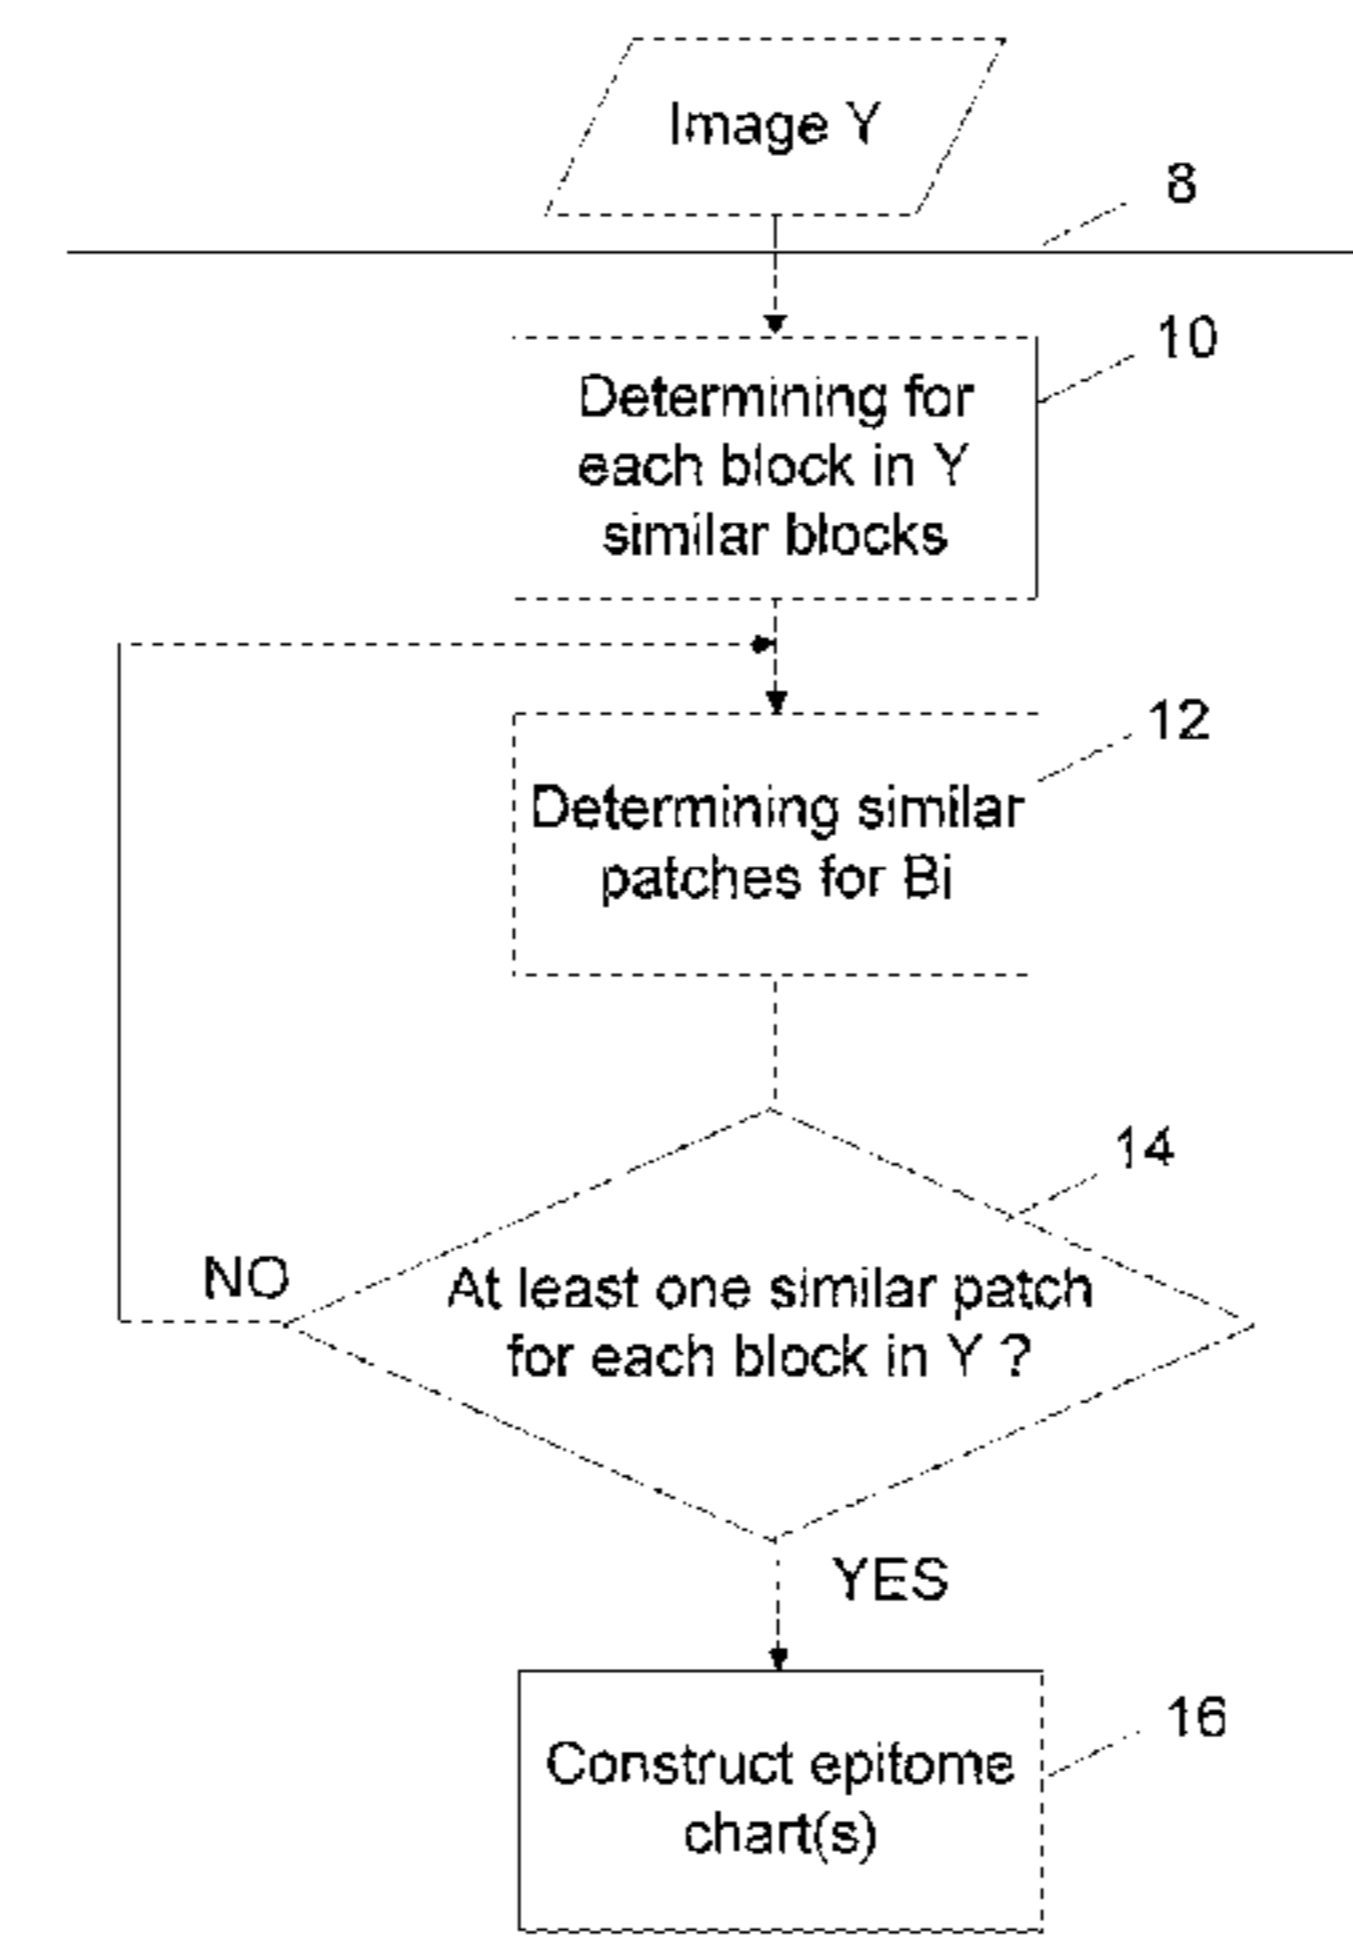 Image Y
8
10
Determining for
each block in Y
similar blocks
12
Determining similar
patches for Bi
14
NO
At least one similar patch
for each block in Y ?
YES
16
Construct epitome
chart(s)